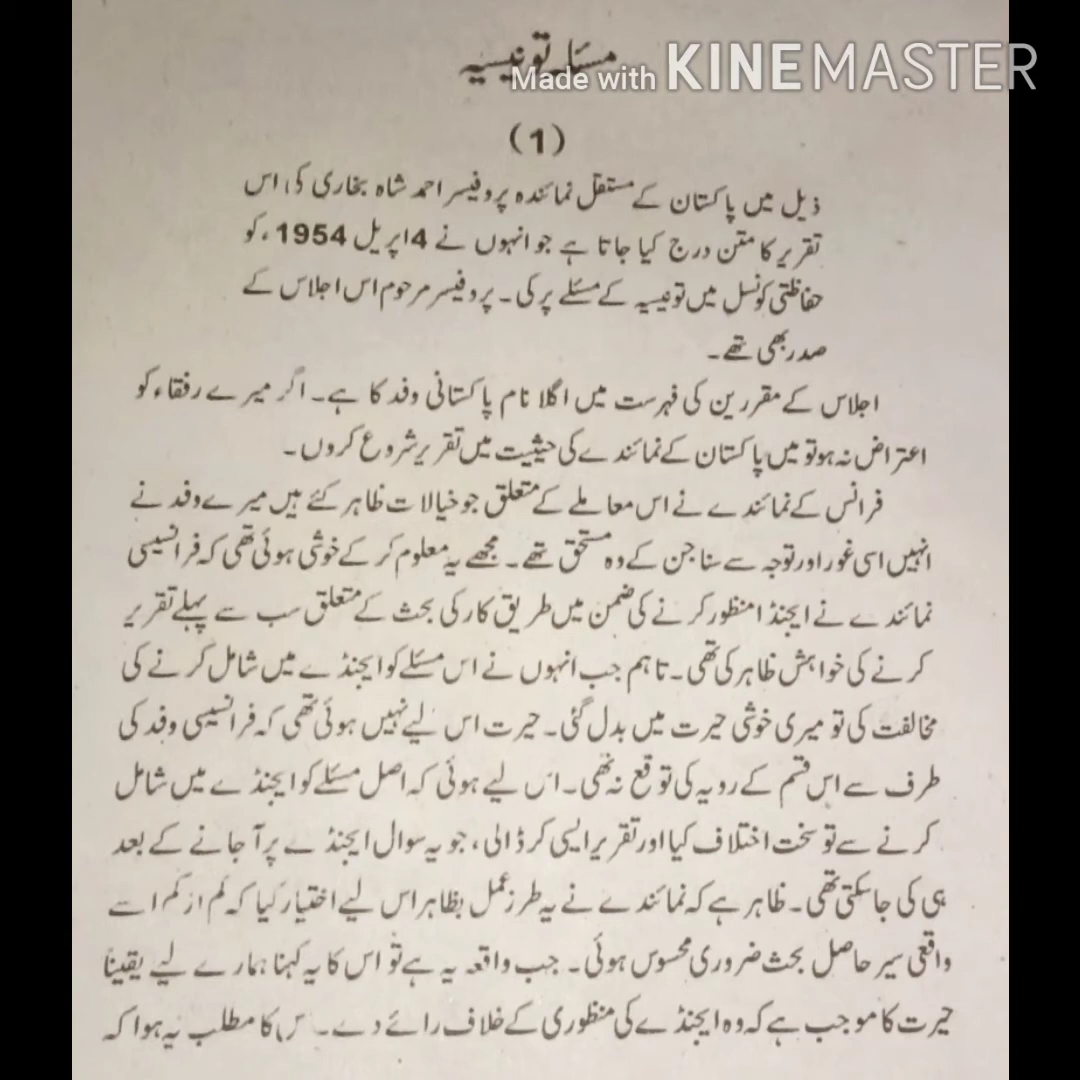 مسئلہ تونیسیہ
Made with KINEMASTER
(1)
ذیل میں پاکستان کے مستقل نمائندہ پروفیسر احمد شاہ بخاری کی اس
تقریر کا متن درج کیا جاتا ہے جو انہوں نے 4 اپریل 1954ء کو
حفاظتی کونسل میں تونیسیہ کے مسئلے پر کی۔ پروفیسر مرحوم اس اجلاس کے
صدر بھی تھے۔
اجلاس کے مقررین کی فہرست میں اگلا نام پاکستانی وفد کا ہے۔ اگر میرے رفقاء کو
اعتراض نہ ہو تو میں پاکستان کے نمائندے کی حیثیت میں تقریر شروع کروں۔
فرانس کے نمائندے نے اس معاملے کے متعلق جو خیالات ظاہر کئے ہیں میرے وفد نے
انہیں اسی غور اور توجہ سے سنا جن کے وہ مستحق تھے۔ مجھے یہ معلوم کر کے خوشی ہوئی تھی کہ فرانسیسی
نمائندے نے ایجنڈا منظور کرنے کی ضمن میں طریق کار کی بحث کے متعلق سب سے پہلے تقریر
کرنے کی خواہش ظاہر کی تھی۔ تاہم جب انہوں نے اس مسئلے کو ایجنڈے میں شامل کرنے کی
مخالفت کی تو میری خوشی حیرت میں بدل گئی۔ حیرت اس لیے نہیں ہوئی تھی کہ فرانسیسی وفد کی
طرف سے اس قسم کے رویہ کی توقع نہ تھی۔ اس لیے ہوئی کہ اصل مسئلے کو ایجنڈے میں شامل
کرنے سے تو سخت اختلاف کیا اور تقریر ایسی کر ڈالی، جو یہ سوال ایجنڈے پر آ جانے کے بعد
ہی کی جا سکتی تھی۔ ظاہر ہے کہ نمائندے نے یہ طرز عمل بظاہر اس لیے اختیار کیا کہ کم از کم اسے
واقعی سیر حاصل بحث ضروری محسوس ہوئی۔ جب واقعہ یہ ہے تو اس کا یہ کہنا ہمارے لیے یقیناً
حیرت کا موجب ہے کہ وہ ایجنڈے کی منظوری کے خلاف رائے دے۔ اس کا مطلب یہ ہوا کہ